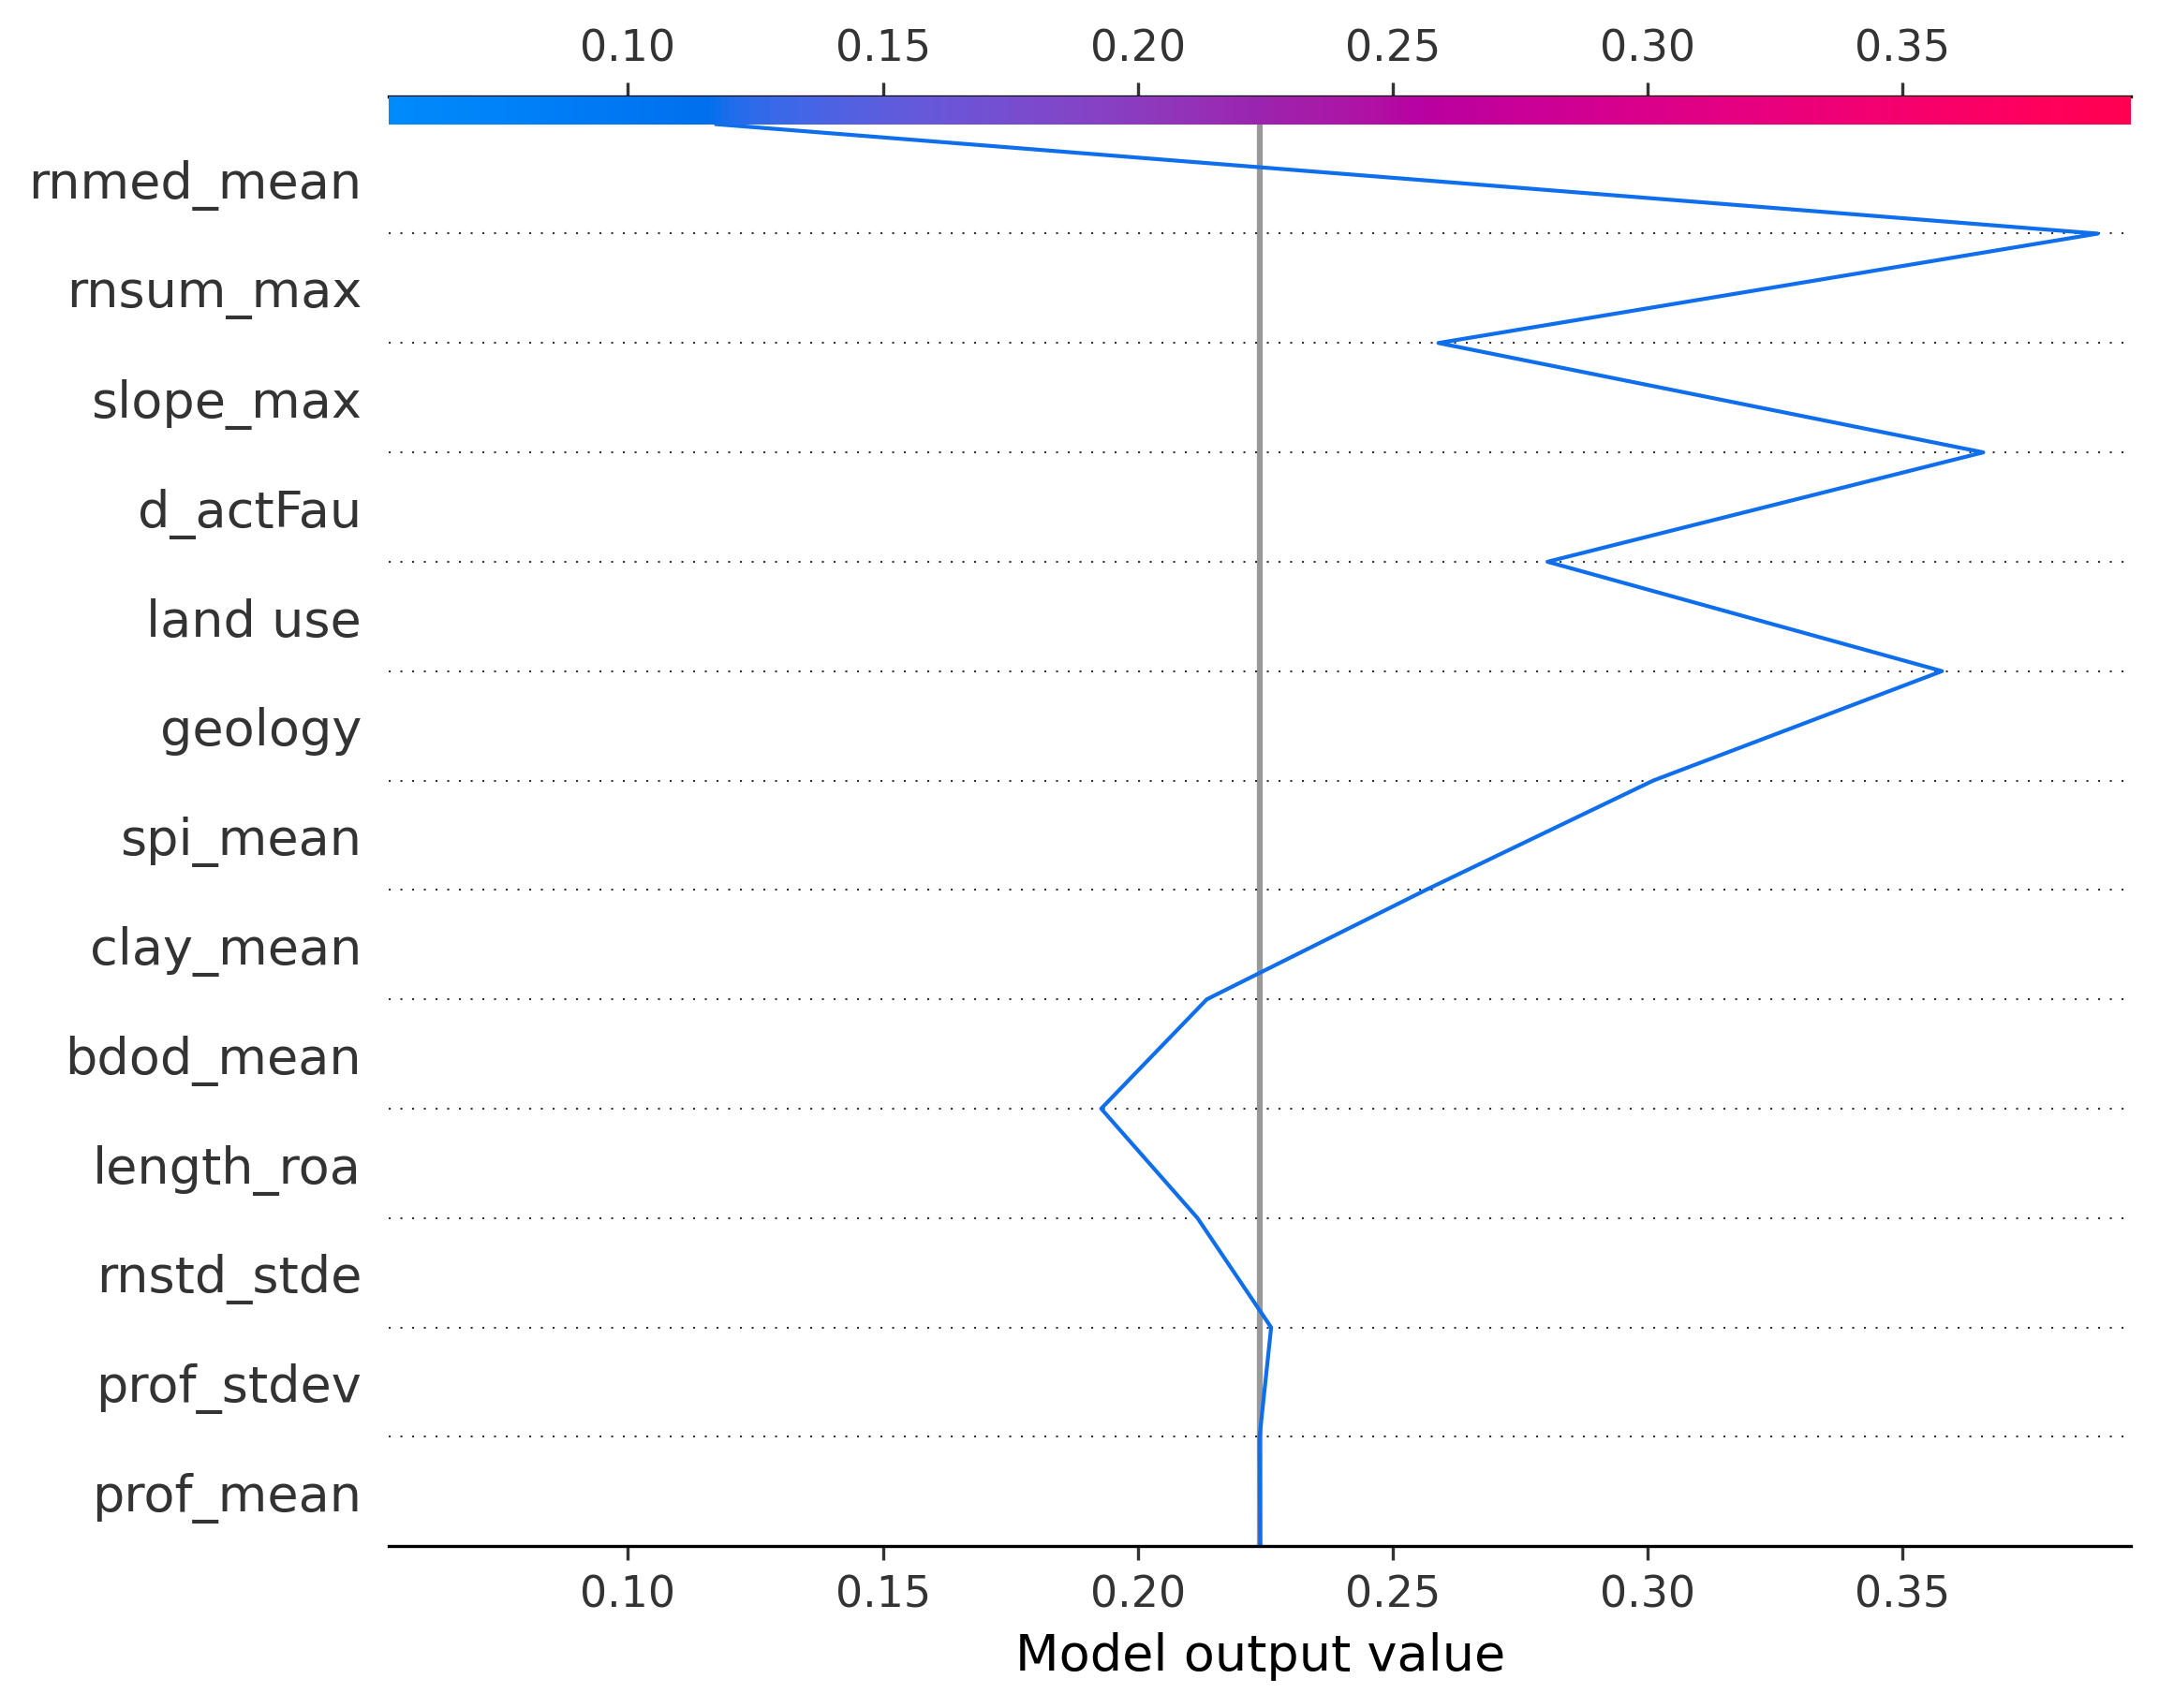 0.10 0.15 0.20 0.25 0.30 0.35
rnmed_mean
rnsum_max
slope_max
d_actFau
land use
geology
spi_mean
clay_mean
bdod_mean
length_roa
rnstd_stde
prof_stdev
prof_mean
0.10 0.15 0.20 0.25 0.30 0.35
Model output value